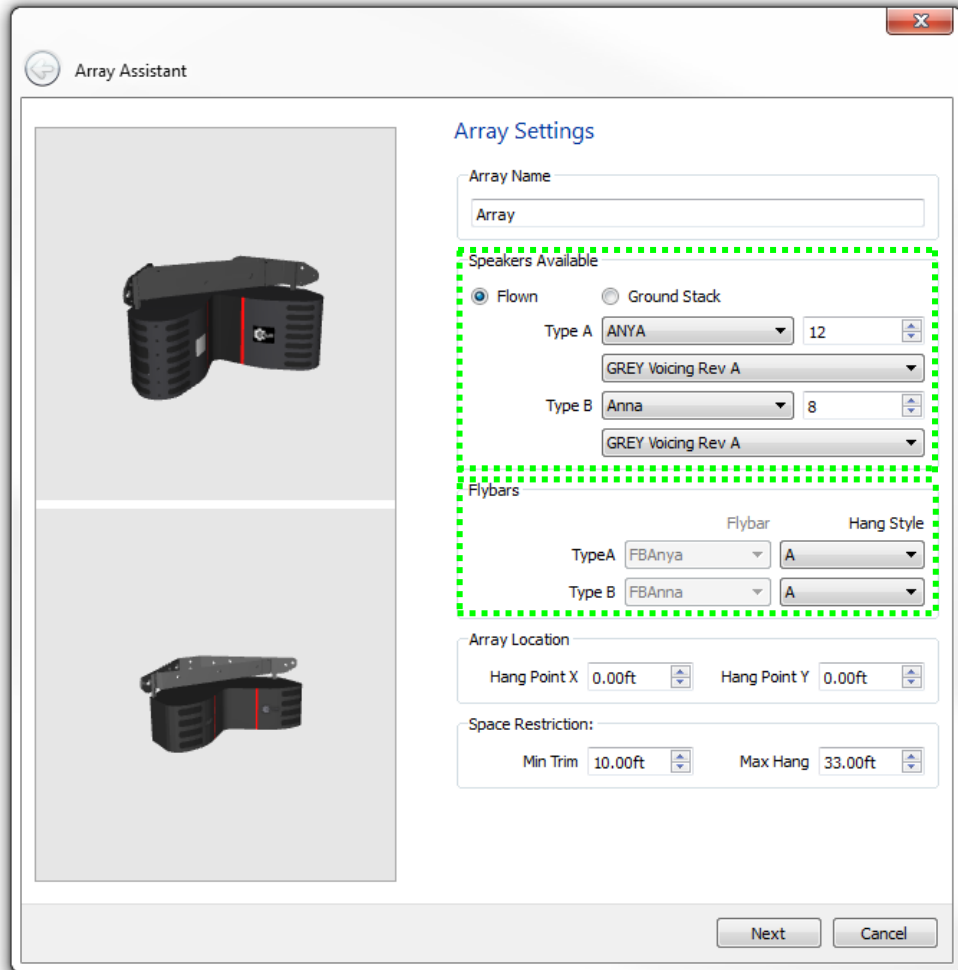 Array Assistant
Array Settings
Array Name
Array
Speakers Available
Flown Ground Stack
Type A ANYA 12
GREY Voicing Rev A
Type B Anna 8
GREY Voicing Rev A
Flybars
Flybar Hang Style
TypeA FBAnya A
Type B FBAnna A
Array Location
Hang Point X 0.00ft Hang Point Y 0.00ft
Space Restriction:
Min Trim 10.00ft Max Hang 33.00ft
Next Cancel